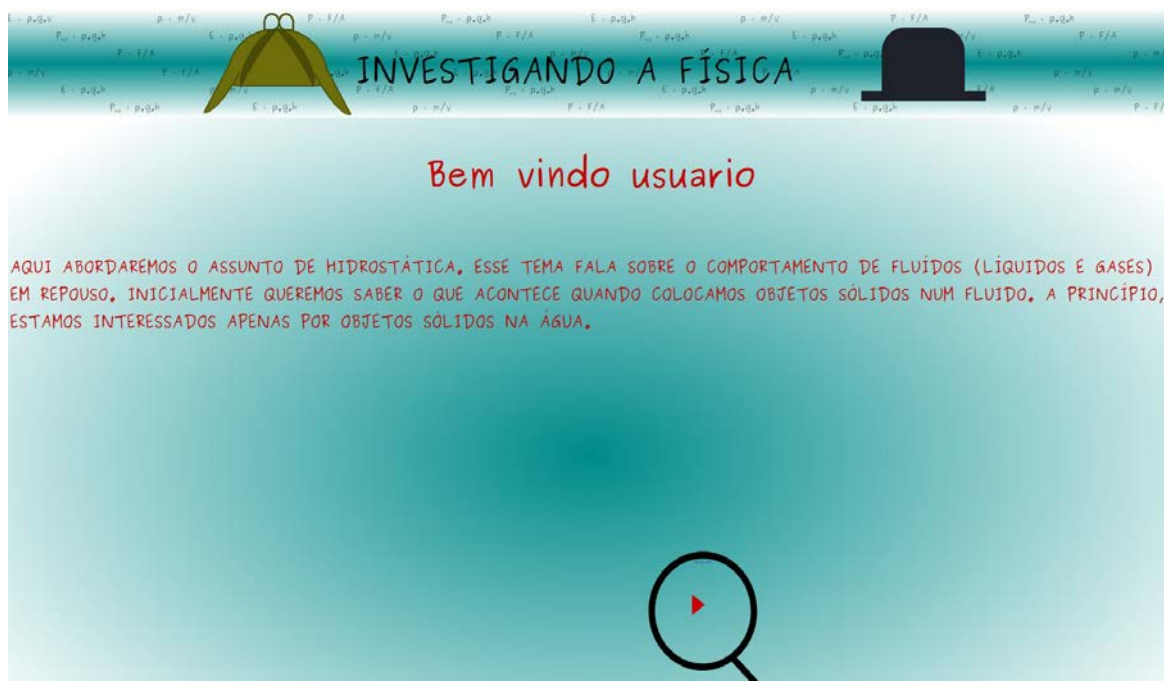 INVESTIGANDO A FÍSICA
Bem vindo usuario
AQUI ABORDAREMOS O ASSUNTO DE HIDROSTÁTICA. ESSE TEMA FALA SOBRE O COMPORTAMENTO DE FLUÍDOS (LÍQUIDOS E GASES)
EM REPOUSO. INICIALMENTE QUEREMOS SABER O QUE ACONTECE QUANDO COLOCAMOS OBJETOS SÓLIDOS NUM FLUIDO. A PRINCÍPIO,
ESTAMOS INTERESSADOS APENAS POR OBJETOS SÓLIDOS NA ÁGUA.